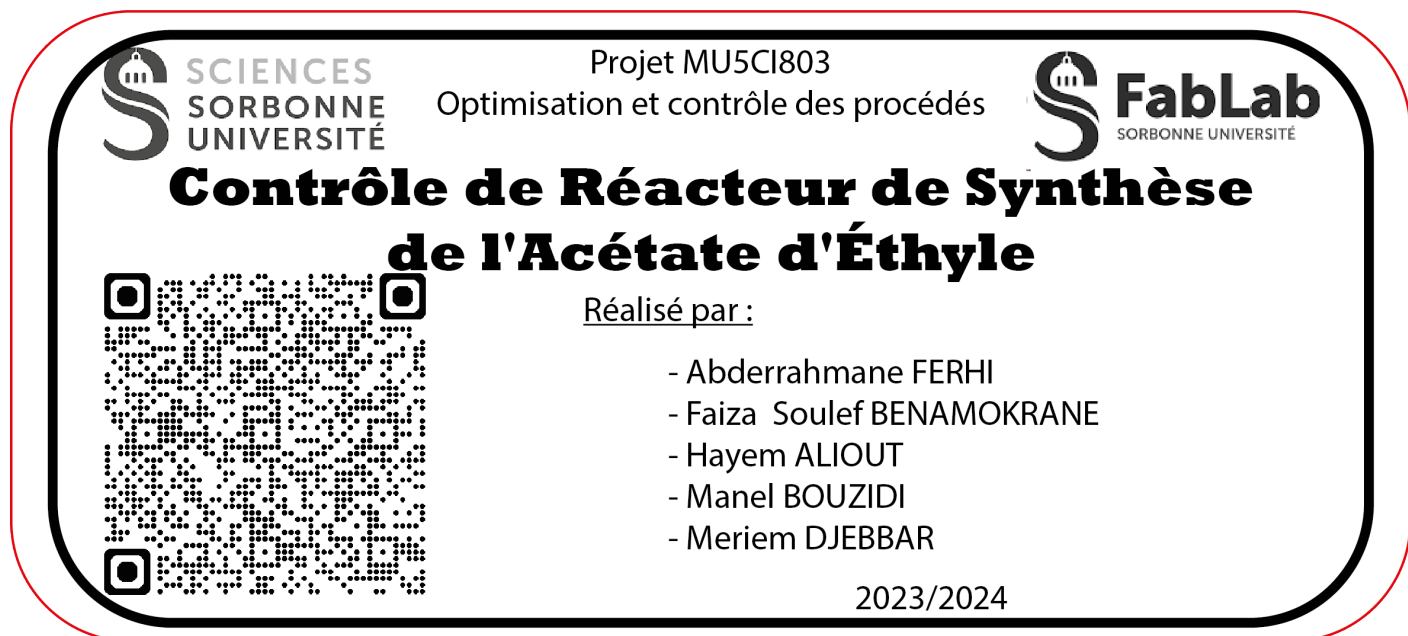 SCIENCES
SORBONNE
UNIVERSITÉ
Projet MU5CI803
Optimisation et contrôle des procédés
FabLab
SORBONNE UNIVERSITÉ
Contrôle de Réacteur de Synthèse
de l'Acétate d'Éthyle
Réalisé par :
- Abderrahmane FERHI
- Faiza  Soulef BENAMOKRANE
- Hayem ALIOUT
- Manel BOUZIDI
- Meriem DJEBBAR
2023/2024